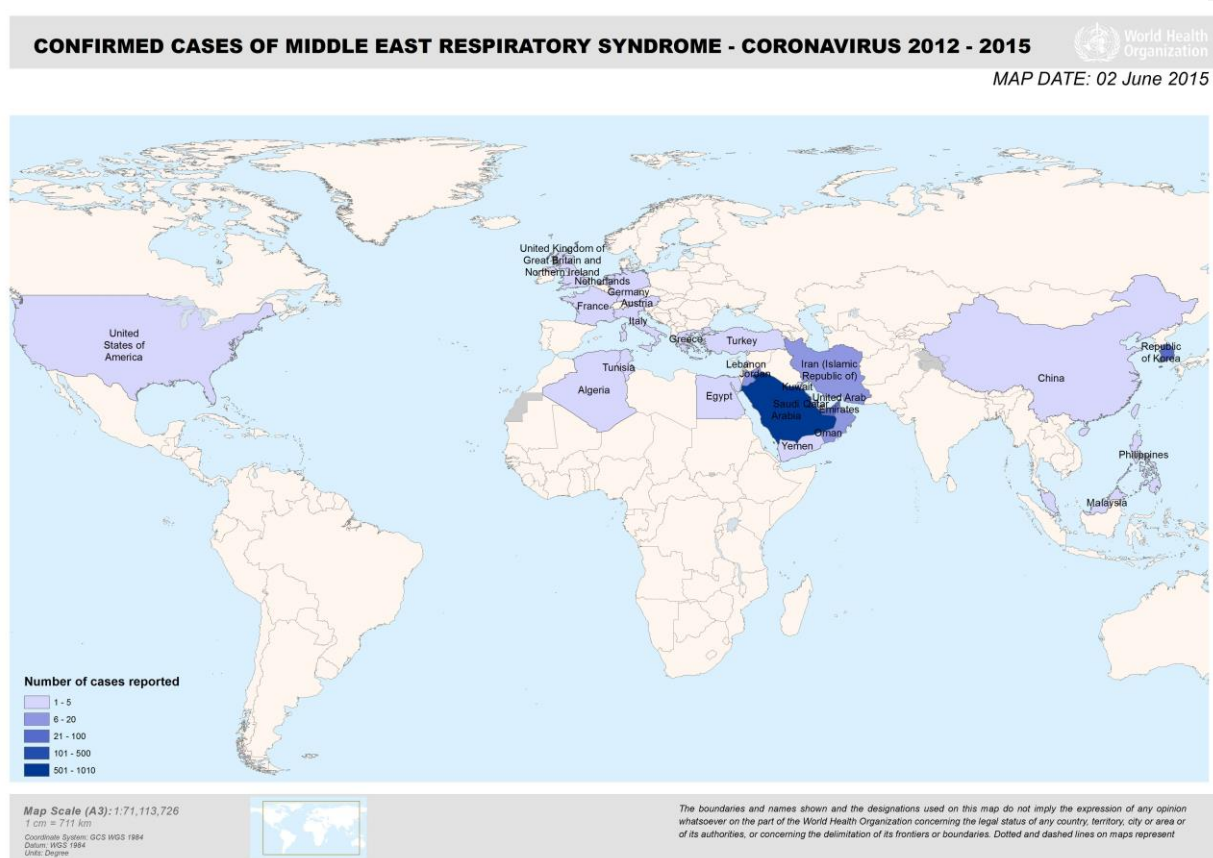 CONFIRMED CASES OF MIDDLE EAST RESPIRATORY SYNDROME - CORONAVIRUS 2012 - 2015
World Health
Organization
MAP DATE: 02 June 2015
United Kingdom of
Great Britain and
Northern Ireland
Netherlands
Germany
Austria
France
Italy
Greece
Turkey
United
States of
America
Tunisia
Algeria
Egypt
Lebanon
Jordan
Iran (Islamic
Republic of)
Kuwait
Saudi
Arabia
Qatar
United Arab
Emirates
Oman
Yemen
China
Republic
of Korea
Philippines
Malaysia
Number of cases reported
1 - 5
6 - 20
21 - 100
101 - 500
501 - 1010
Map Scale (A3): 1:71,113,726
1 cm = 711 km
Coordinate System: GCS WGS 1984
Datum: WGS 1984
Units: Degree
The boundaries and names shown and the designations used on this map do not imply the expression of any opinion
whatsoever on the part of the World Health Organization concerning the legal status of any country, territory, city or area or
of its authorities, or concerning the delimitation of its frontiers or boundaries. Dotted and dashed lines on maps represent